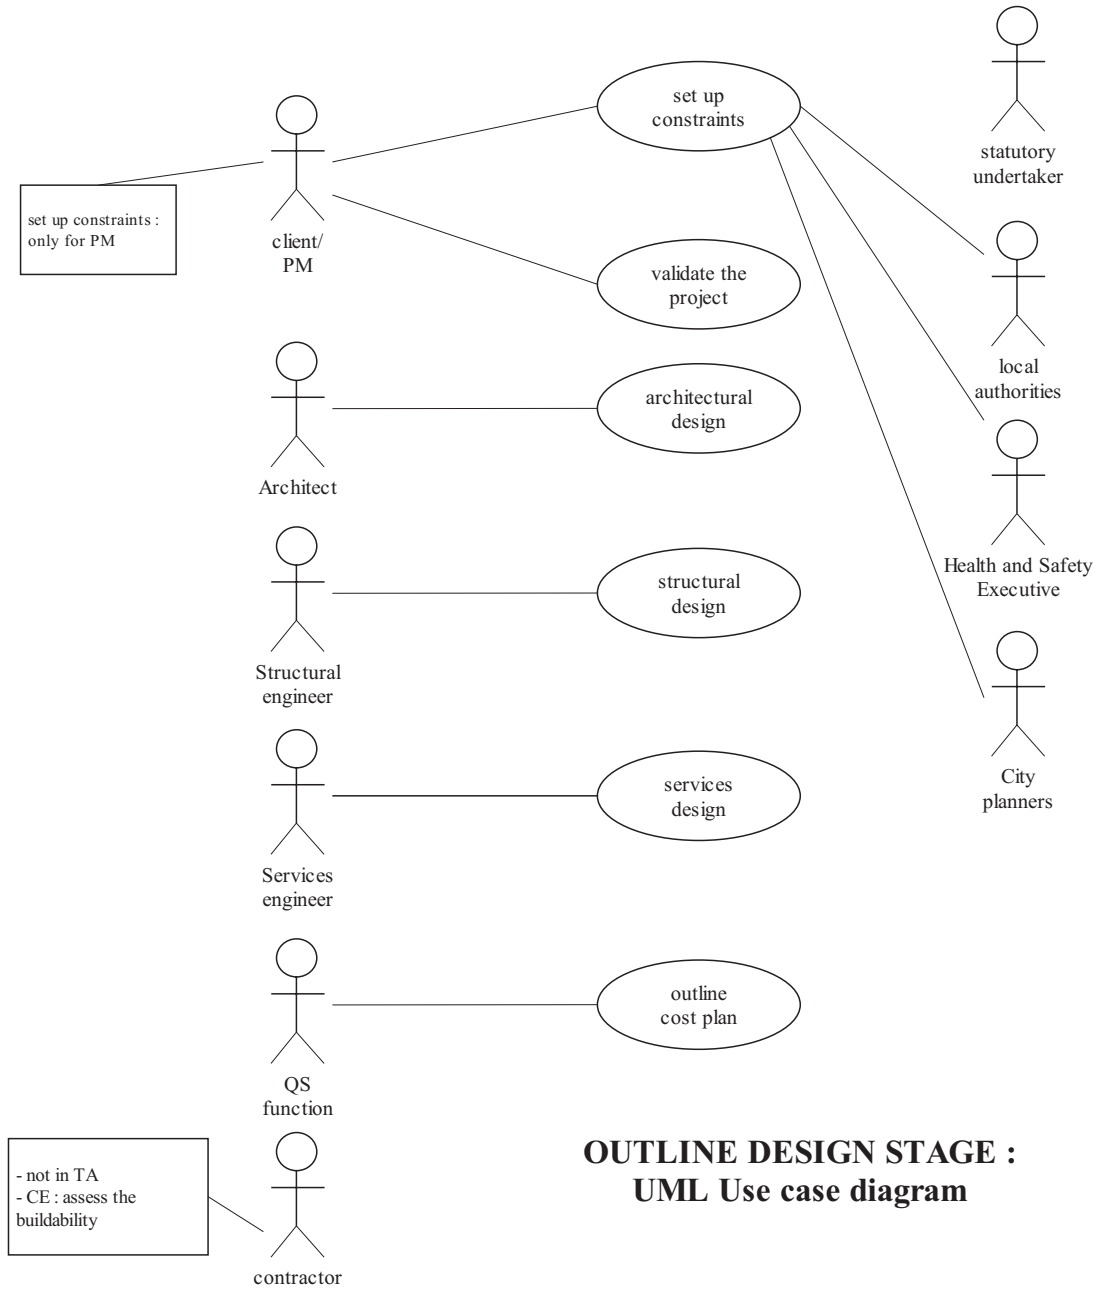 set up
constraints
statutory
undertaker
set up constraints :
only for PM
client/
PM
validate the
project
local
authorities
architectural
design
Architect
Health and Safety
Executive
structural
design
Structural
engineer
City
planners
services
design
Services
engineer
outline
cost plan
QS
function
- not in TA
- CE : assess the
buildability
contractor
OUTLINE DESIGN STAGE :
UML Use case diagram